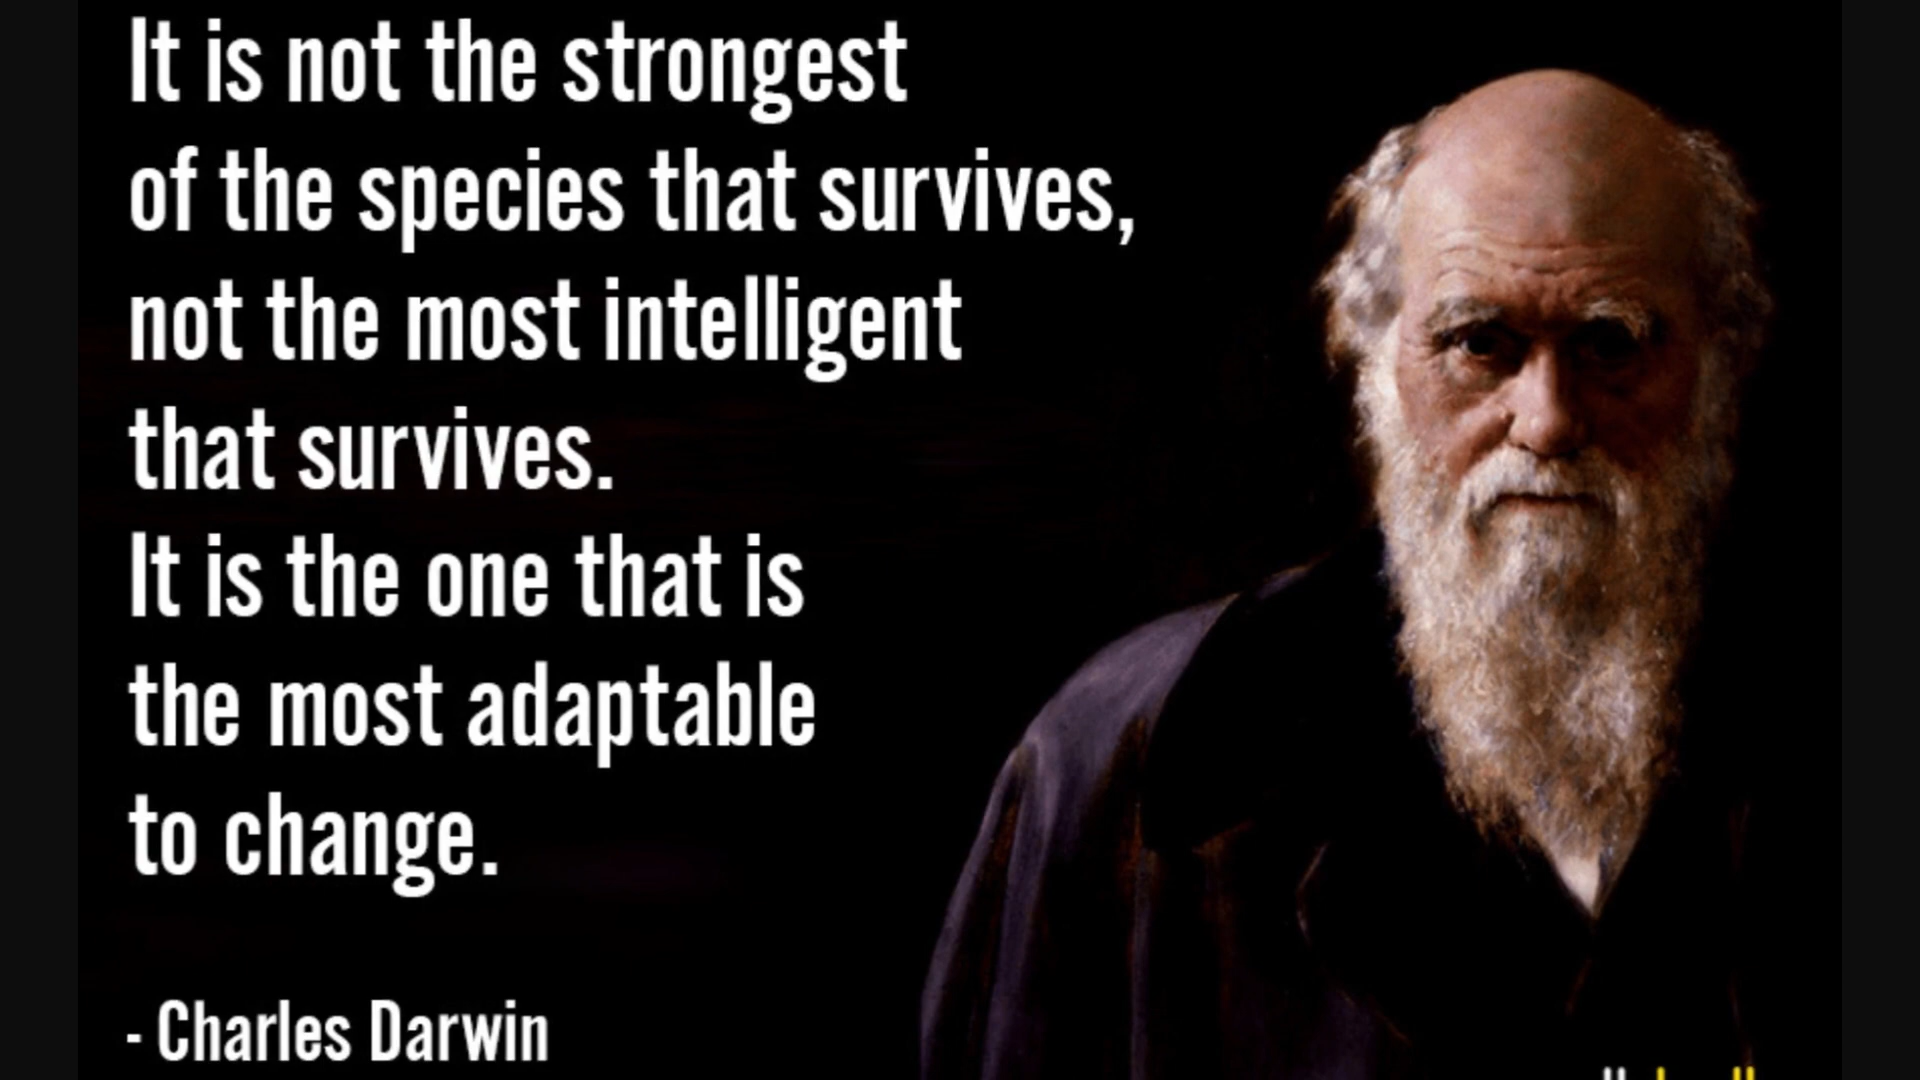 It is not the strongest
of the species that survives,
not the most intelligent
that survives.
It is the one that is
the most adaptable
to change.
- Charles Darwin